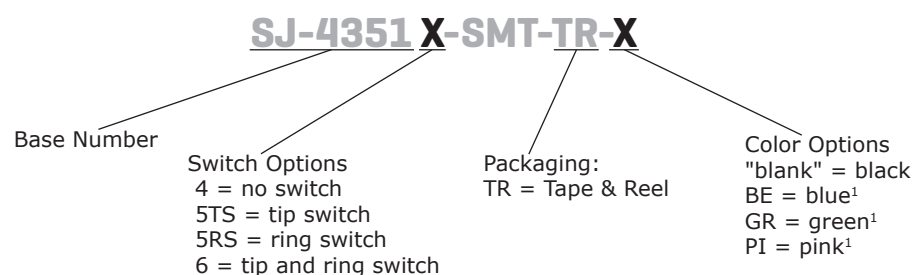 SJ-4351X-SMT-TR-X
Base Number
Switch Options
4 = no switch
5TS = tip switch
5RS = ring switch
6 = tip and ring switch
Packaging:
TR = Tape & Reel
Color Options
"blank" = black
BE = blue¹
GR = green¹
PI = pink¹